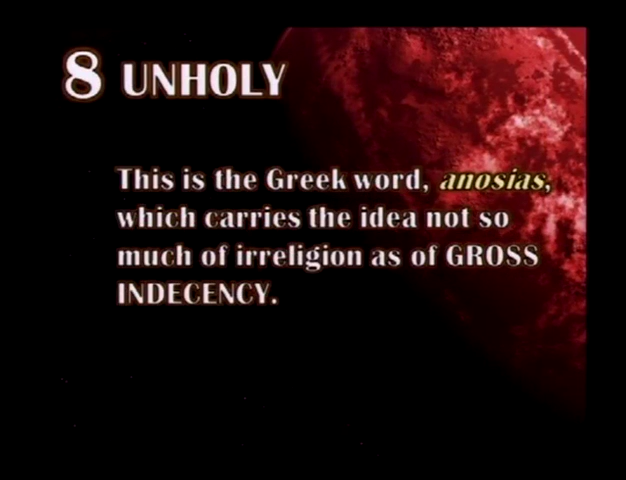 8 UNHOLY
This is the Greek word, anosias,
which carries the idea not so
much of irreligion as of GROSS
INDECENCY.